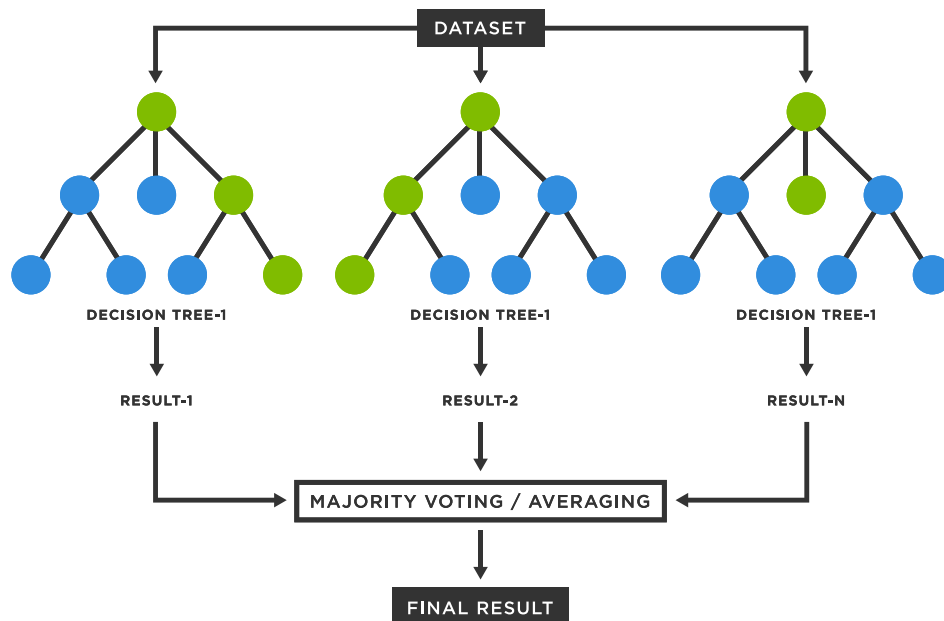 DATASET
DECISION TREE-1
DECISION TREE-1
DECISION TREE-1
RESULT-1
RESULT-2
RESULT-N
MAJORITY VOTING / AVERAGING
FINAL RESULT